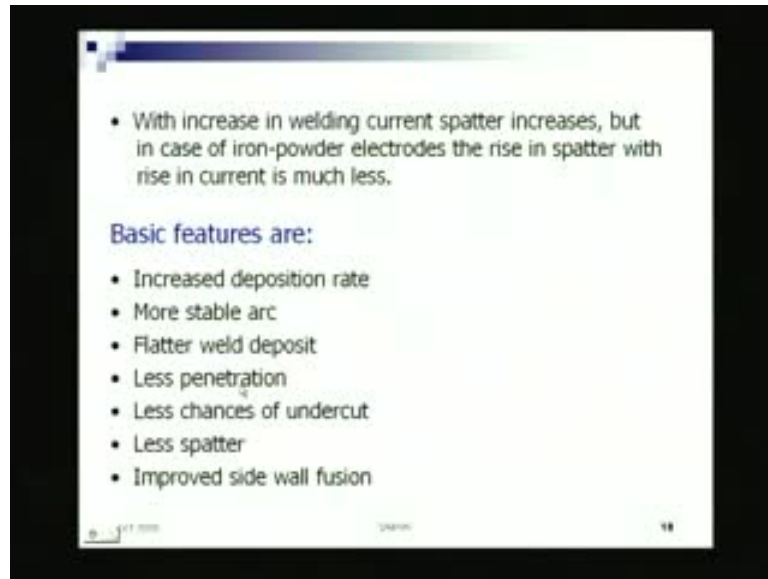 • With increase in welding current spatter increases, but
in case of iron-powder electrodes the rise in spatter with
rise in current is much less.
Basic features are:
• Increased deposition rate
• More stable arc
• Flatter weld deposit
• Less penetration
• Less chances of undercut
• Less spatter
• Improved side wall fusion